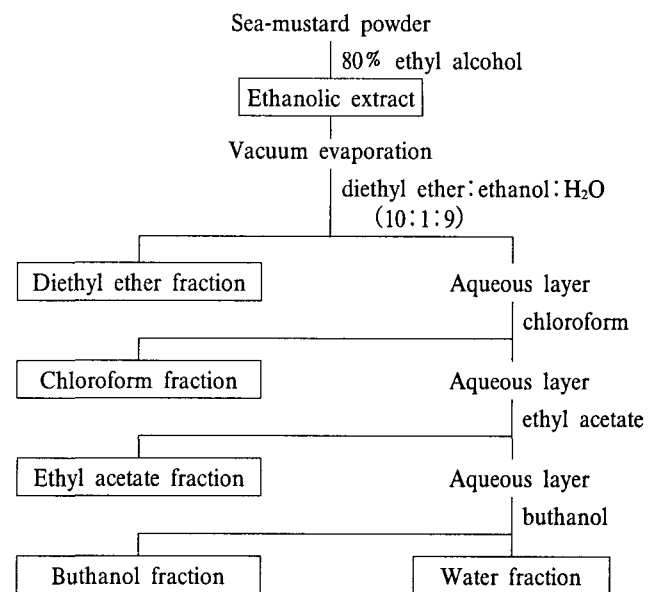 Sea-mustard powder
80% ethyl alcohol
Ethanolic extract
Vacuum evaporation
diethyl ether:ethanol:H₂O
(10:1:9)
Diethyl ether fraction
Aqueous layer
chloroform
Chloroform fraction
Aqueous layer
ethyl acetate
Ethyl acetate fraction
Aqueous layer
buthanol
Buthanol fraction
Water fraction